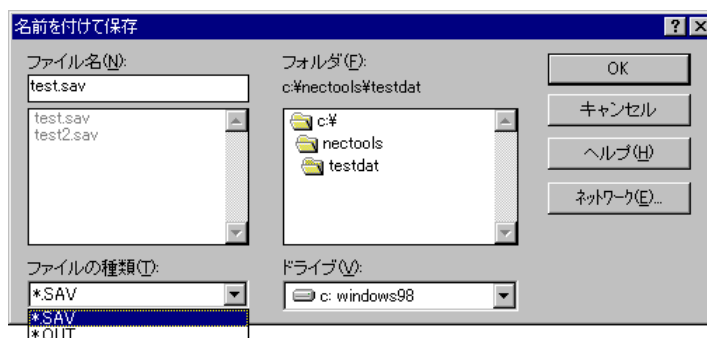 名前を付けて保存
ファイル名(N):
test.sav
test.sav
test2.sav
ファイルの種類(T):
*.SAV
*.SAV
*.OUT
フォルダ(F):
c:¥nectools¥testdat
c:¥
nectools
testdat
ドライブ(V):
c: windows98
OK
キャンセル
ヘルプ(H)
ネットワーク(E)...